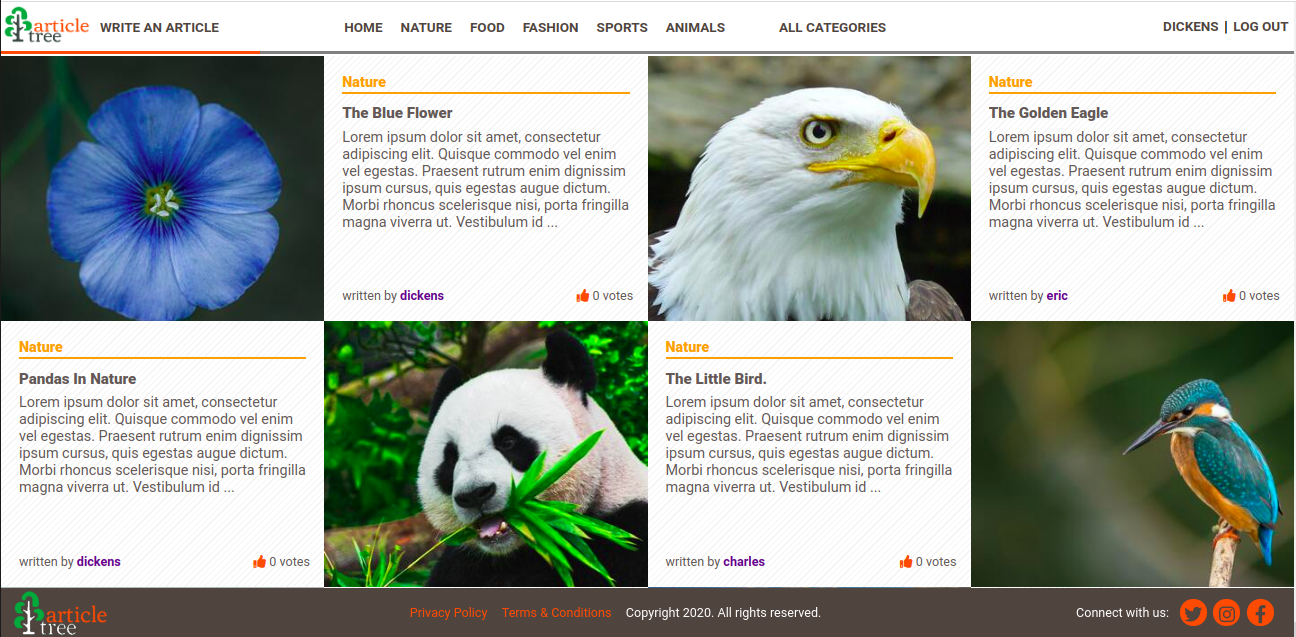 article
tree
WRITE AN ARTICLE
HOME NATURE FOOD FASHION SPORTS ANIMALS ALL CATEGORIES
DICKENS | LOG OUT
Nature
The Blue Flower
Lorem ipsum dolor sit amet, consectetur
adipiscing elit. Quisque commodo vel enim
vel egestas. Praesent rutrum enim dignissim
ipsum cursus, quis egestas augue dictum.
Morbi rhoncus scelerisque nisi, porta fringilla
magna viverra ut. Vestibulum id ...
written by dickens
0 votes
Nature
The Golden Eagle
Lorem ipsum dolor sit amet, consectetur
adipiscing elit. Quisque commodo vel enim
vel egestas. Praesent rutrum enim dignissim
ipsum cursus, quis egestas augue dictum.
Morbi rhoncus scelerisque nisi, porta fringilla
magna viverra ut. Vestibulum id ...
written by eric
0 votes
Nature
Pandas In Nature
Lorem ipsum dolor sit amet, consectetur
adipiscing elit. Quisque commodo vel enim
vel egestas. Praesent rutrum enim dignissim
ipsum cursus, quis egestas augue dictum.
Morbi rhoncus scelerisque nisi, porta fringilla
magna viverra ut. Vestibulum id ...
written by dickens
0 votes
Nature
The Little Bird.
Lorem ipsum dolor sit amet, consectetur
adipiscing elit. Quisque commodo vel enim
vel egestas. Praesent rutrum enim dignissim
ipsum cursus, quis egestas augue dictum.
Morbi rhoncus scelerisque nisi, porta fringilla
magna viverra ut. Vestibulum id ...
written by charles
0 votes
article
tree
Privacy Policy Terms & Conditions Copyright 2020. All rights reserved.
Connect with us: